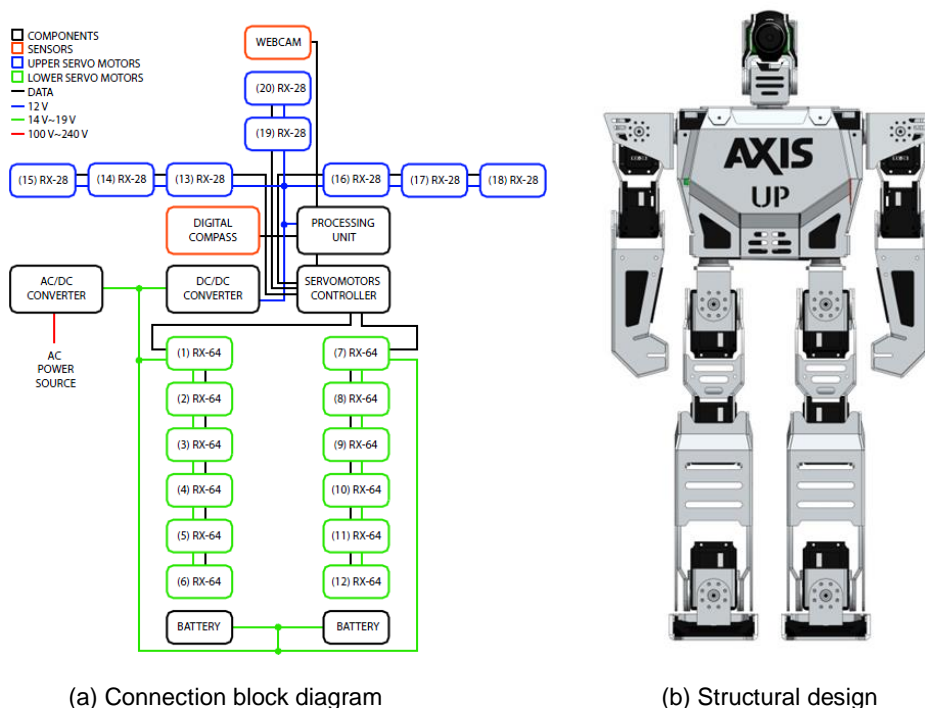 COMPONENTS
SENSORS
UPPER SERVO MOTORS
LOWER SERVO MOTORS
DATA
12 V
14 V~19 V
100 V~240 V
WEBCAM
(20) RX-28
(19) RX-28
(15) RX-28
(14) RX-28
(13) RX-28
(16) RX-28
(17) RX-28
(18) RX-28
DIGITAL
COMPASS
PROCESSING
UNIT
AC/DC
CONVERTER
DC/DC
CONVERTER
SERVOMOTORS
CONTROLLER
AC
POWER
SOURCE
(1) RX-64
(7) RX-64
(2) RX-64
(8) RX-64
(3) RX-64
(9) RX-64
(4) RX-64
(10) RX-64
(5) RX-64
(11) RX-64
(6) RX-64
(12) RX-64
BATTERY
BATTERY
(a) Connection block diagram
AXIS
UP
(b) Structural design